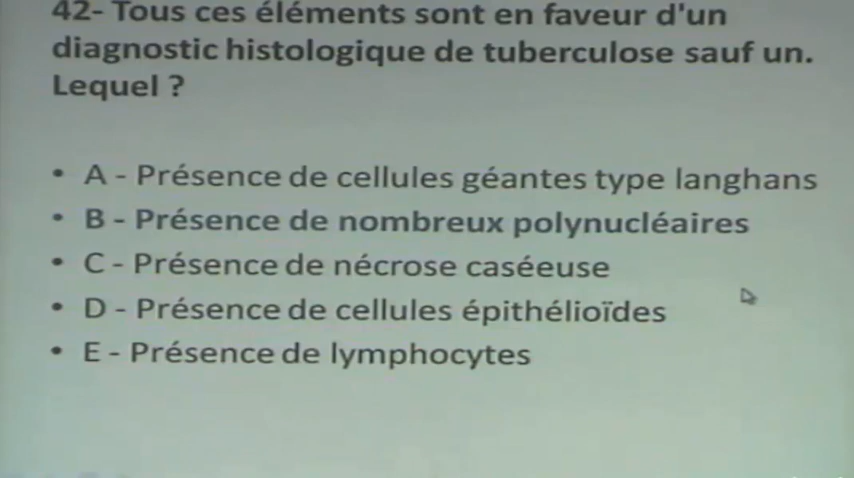 42- Tous ces éléments sont en faveur d'un
diagnostic histologique de tuberculose sauf un.
Lequel ?
• A - Présence de cellules géantes type langhans
• B - Présence de nombreux polynucléaires
• C - Présence de nécrose caséeuse
• D - Présence de cellules épithélioïdes
• E - Présence de lymphocytes